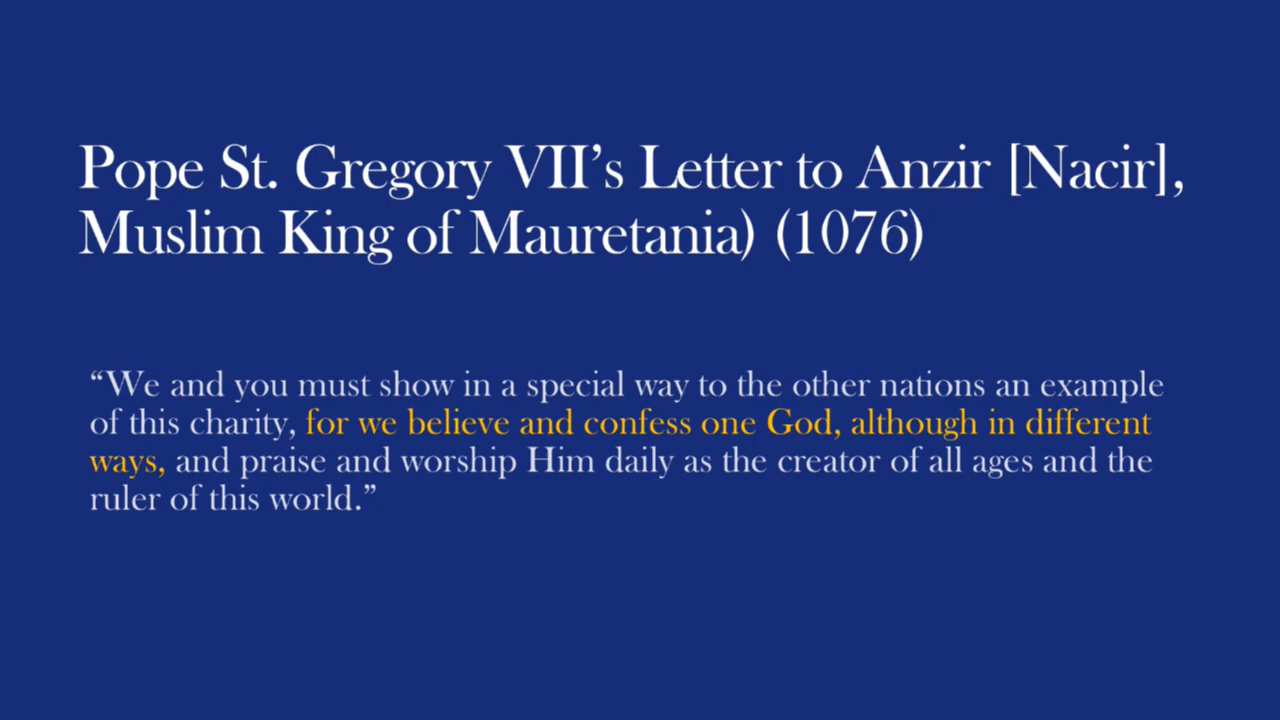 Pope St. Gregory VII’s Letter to Anzir [Nacir],
Muslim King of Mauretania) (1076)
“We and you must show in a special way to the other nations an example
of this charity, for we believe and confess one God, although in different
ways, and praise and worship Him daily as the creator of all ages and the
ruler of this world.”